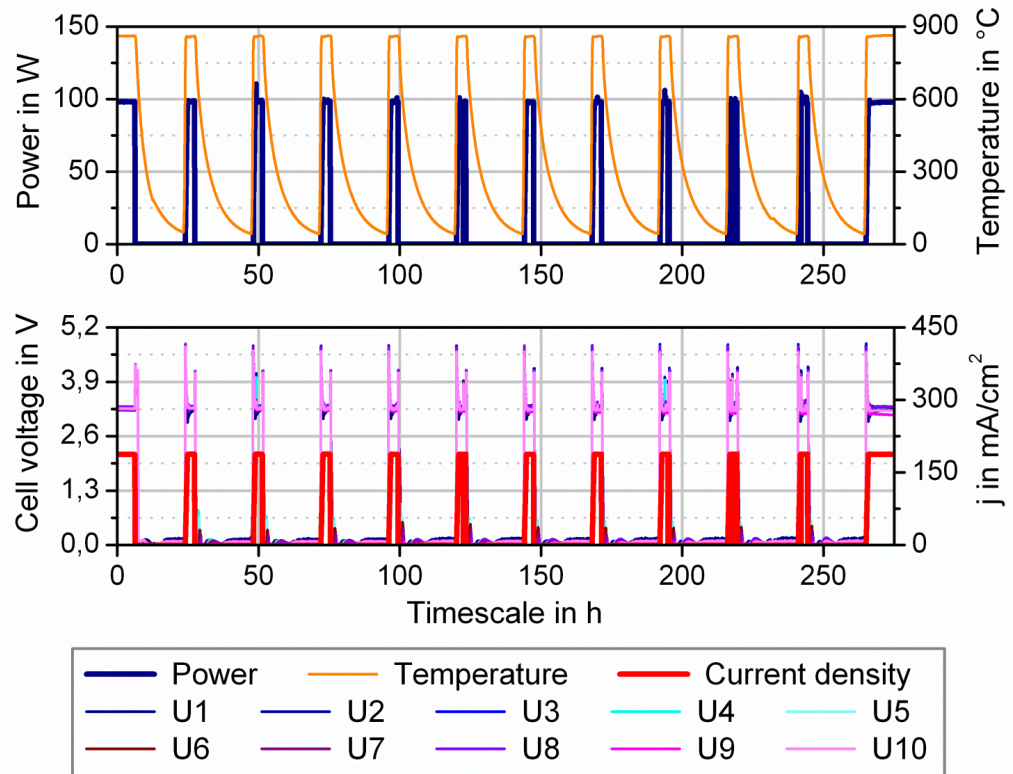 150
100
50
0
Power in W
900
600
300
0
Temperature in °C
0 50 100 150 200 250
5,2
3,9
2,6
1,3
0,0
Cell voltage in V
450
300
150
0
j in mA/cm²
0 50 100 150 200 250
Timescale in h
Power Temperature Current density
U1 U2 U3 U4 U5
U6 U7 U8 U9 U10